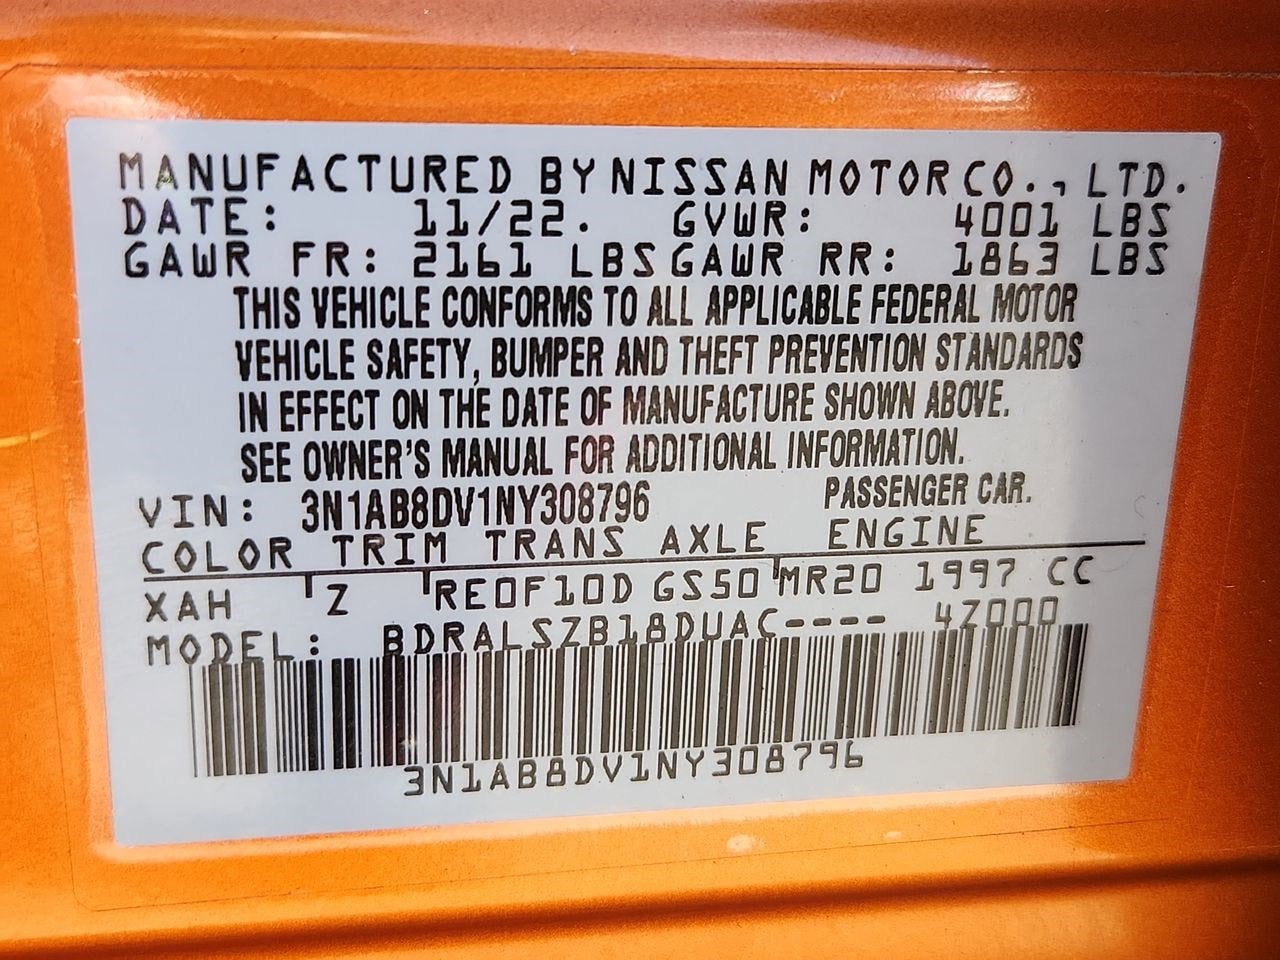 MANUFACTURED BY NISSAN MOTOR CO., LTD.
DATE: 11/22. GVWR: 4001 LBS
GAWR FR: 2161 LBS GAWR RR: 1863 LBS
THIS VEHICLE CONFORMS TO ALL APPLICABLE FEDERAL MOTOR
VEHICLE SAFETY, BUMPER AND THEFT PREVENTION STANDARDS
IN EFFECT ON THE DATE OF MANUFACTURE SHOWN ABOVE.
SEE OWNER'S MANUAL FOR ADDITIONAL INFORMATION.
VIN: 3N1AB8DV1NY308796 PASSENGER CAR.
COLOR TRIM TRANS AXLE ENGINE
XAH Z RE0F10D GS50 MR20 1997 CC
MODEL: BDRALSZB18DUAC---- 4Z000
3N1AB8DV1NY308796